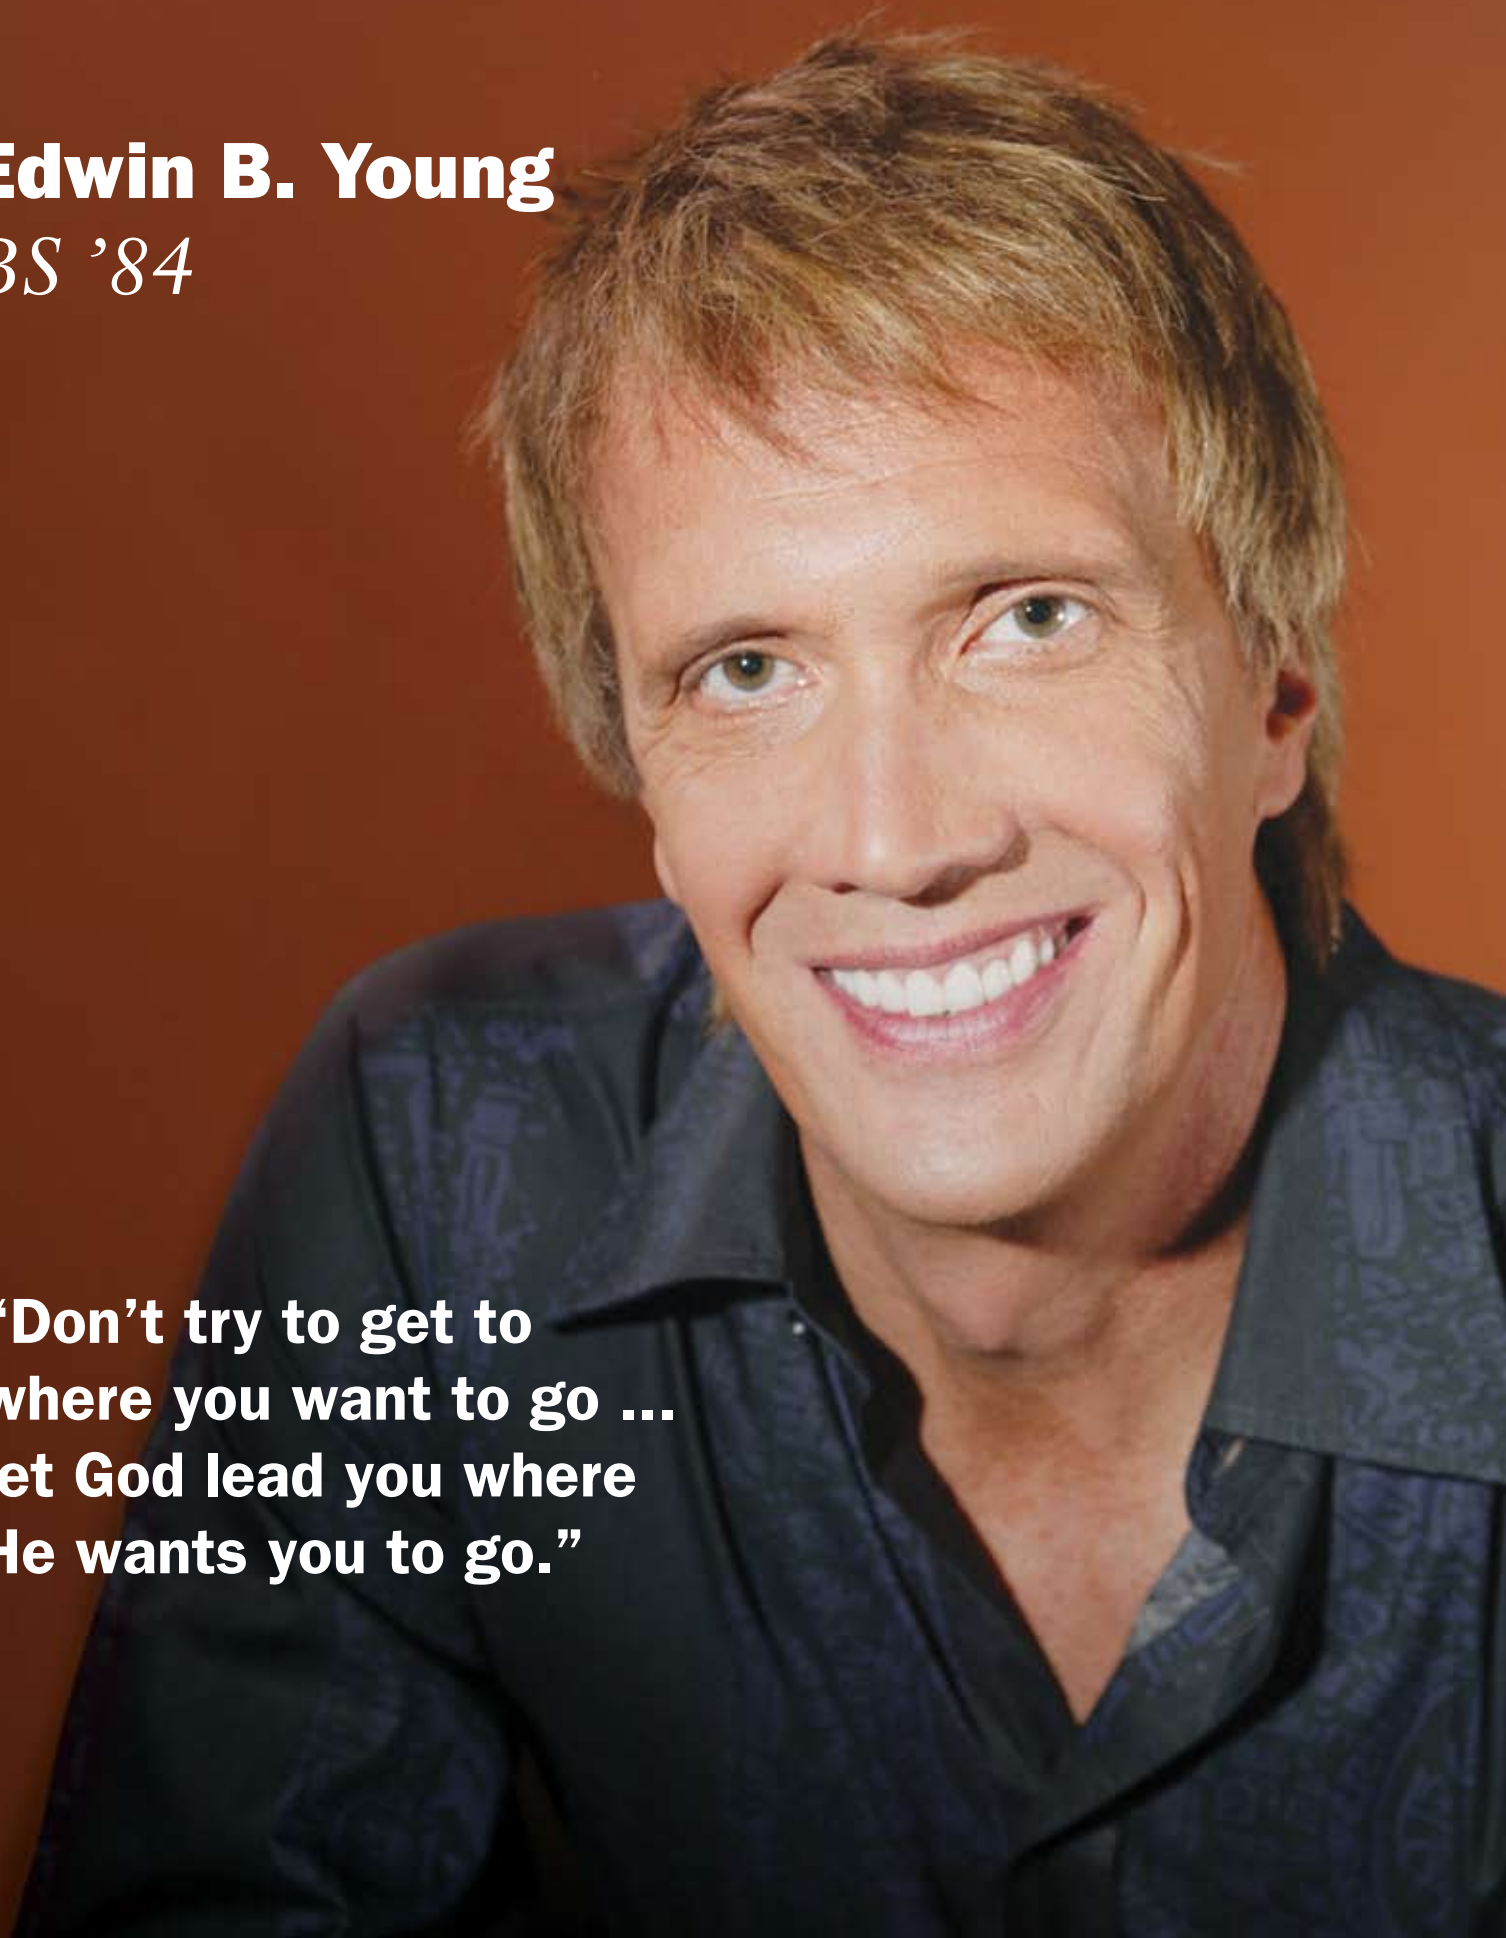 Edwin B. Young
BS ’84
“Don’t try to get to
where you want to go ...
let God lead you where
He wants you to go.”